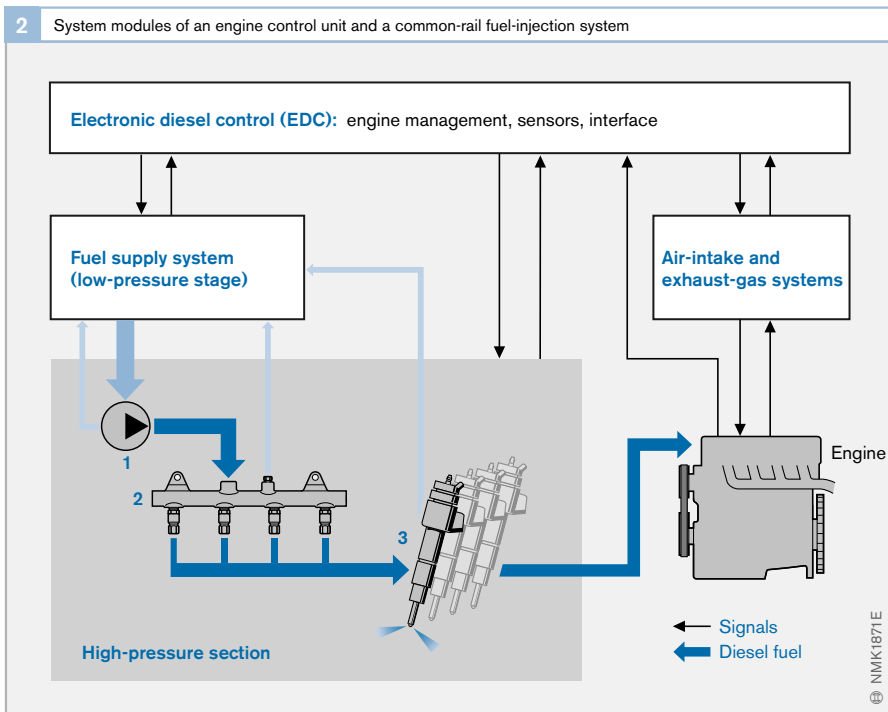 2 System modules of an engine control unit and a common-rail fuel-injection system
Electronic diesel control (EDC): engine management, sensors, interface
Fuel supply system
(low-pressure stage)
Air-intake and
exhaust-gas systems
1
2
3
Engine
High-pressure section
Signals
Diesel fuel
NMK1871E